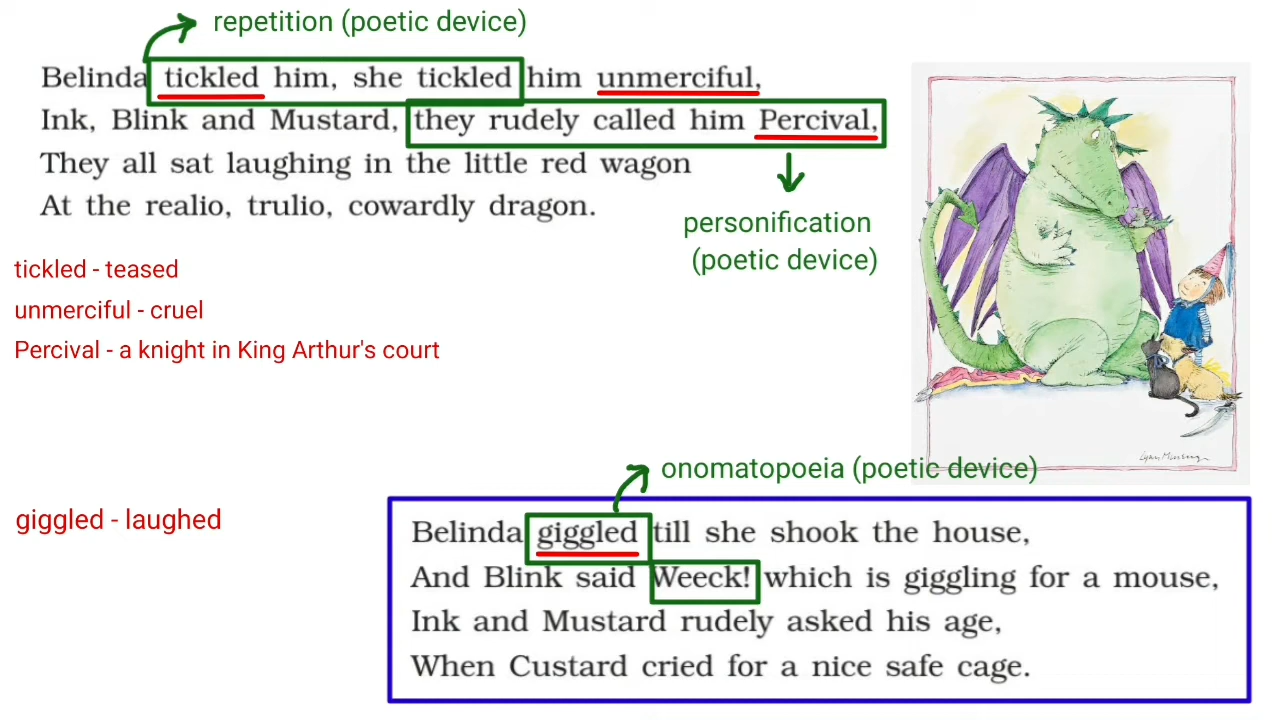 repetition (poetic device)
Belinda tickled him, she tickled him unmerciful,
Ink, Blink and Mustard, they rudely called him Percival,
They all sat laughing in the little red wagon
At the realio, trulio, cowardly dragon.
personification
(poetic device)
tickled - teased
unmerciful - cruel
Percival - a knight in King Arthur's court
onomatopoeia (poetic device)
giggled - laughed
Belinda giggled till she shook the house,
And Blink said Weeck! which is giggling for a mouse,
Ink and Mustard rudely asked his age,
When Custard cried for a nice safe cage.